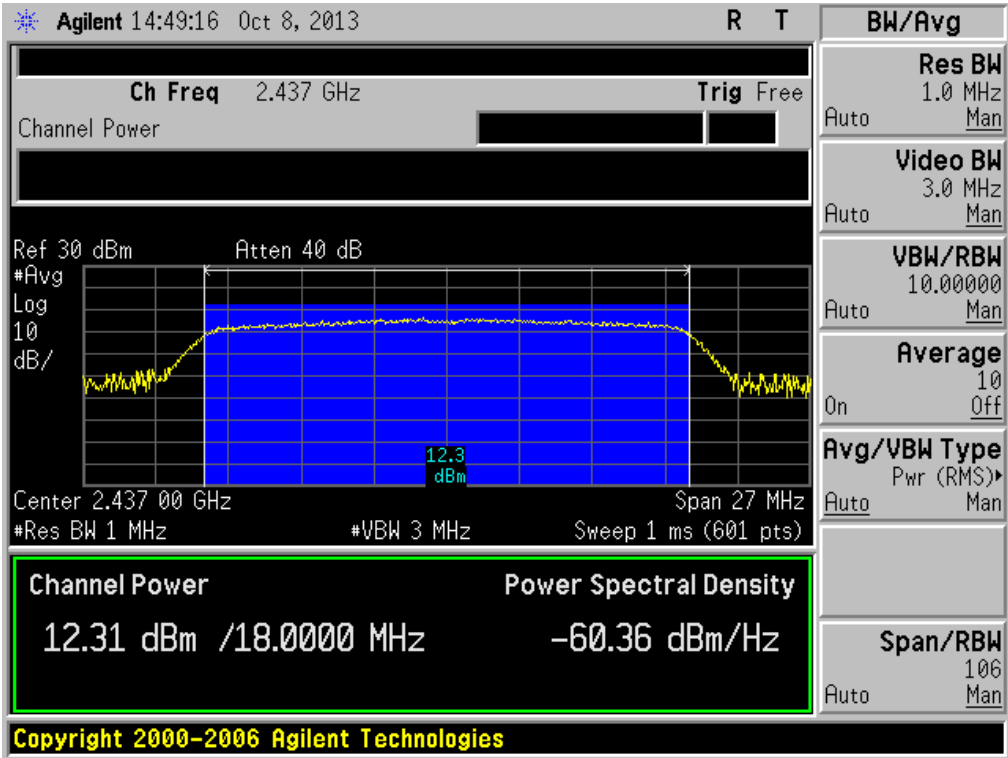 Agilent 14:49:16 Oct 8, 2013 R T
Ch Freq 2.437 GHz Trig Free
Channel Power
Ref 30 dBm Atten 40 dB
#Avg
Log
10
dB/
12.3
dBm
Center 2.437 00 GHz Span 27 MHz
#Res BW 1 MHz #VBW 3 MHz Sweep 1 ms (601 pts)
Channel Power Power Spectral Density
12.31 dBm /18.0000 MHz -60.36 dBm/Hz
Copyright 2000-2006 Agilent Technologies
BW/Avg
Res BW
1.0 MHz
Auto Man
Video BW
3.0 MHz
Auto Man
VBW/RBW
10.00000
Auto Man
Average
10
On Off
Avg/VBW Type
Pwr (RMS)▸
Auto Man
Span/RBW
106
Auto Man